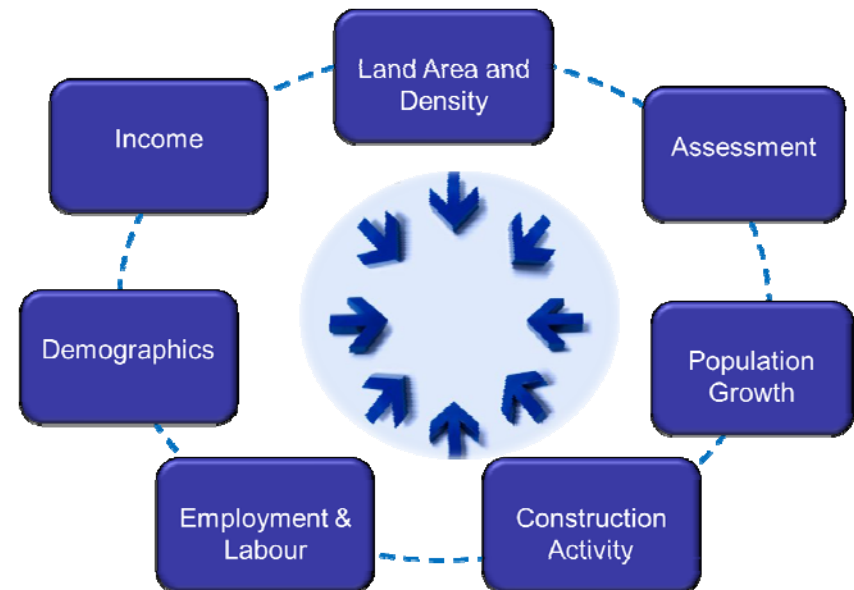 Land Area and
Density
Assessment
Population
Growth
Construction
Activity
Employment &
Labour
Demographics
Income